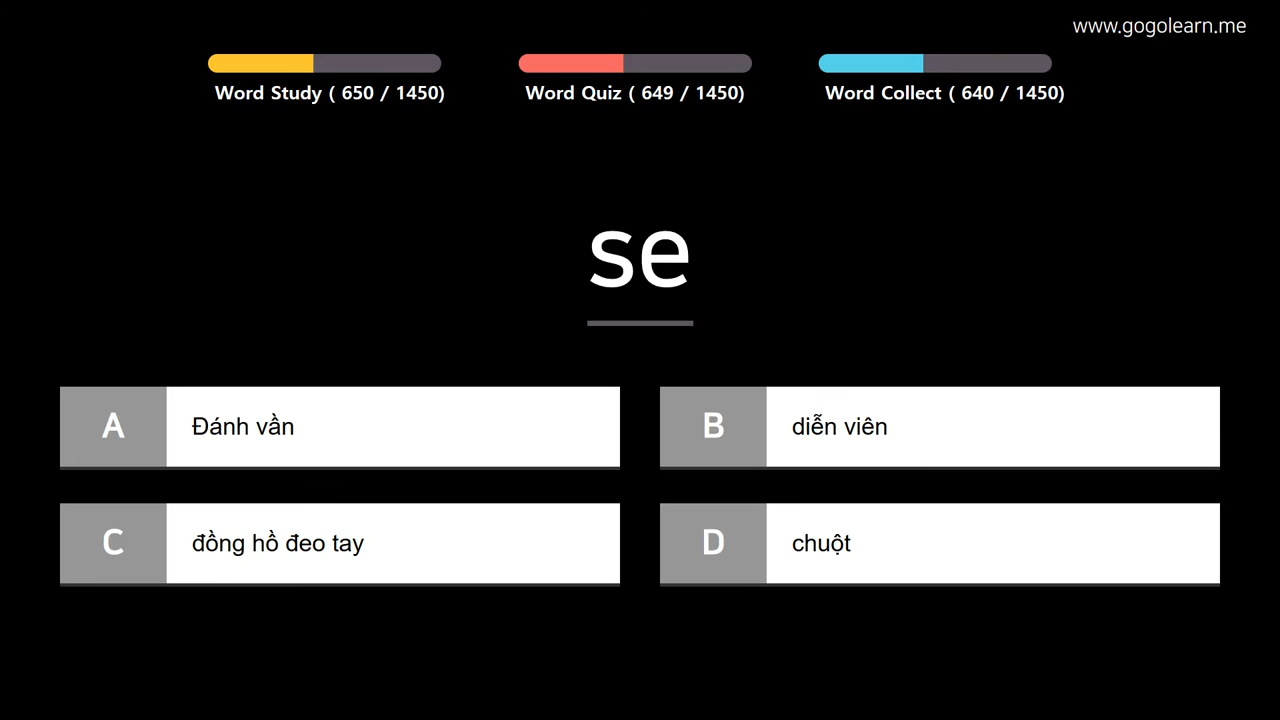 www.gogolearn.me
Word Study ( 650 / 1450)
Word Quiz ( 649 / 1450)
Word Collect ( 640 / 1450)
se
A
Đánh vần
B
diễn viên
C
đồng hồ đeo tay
D
chuột